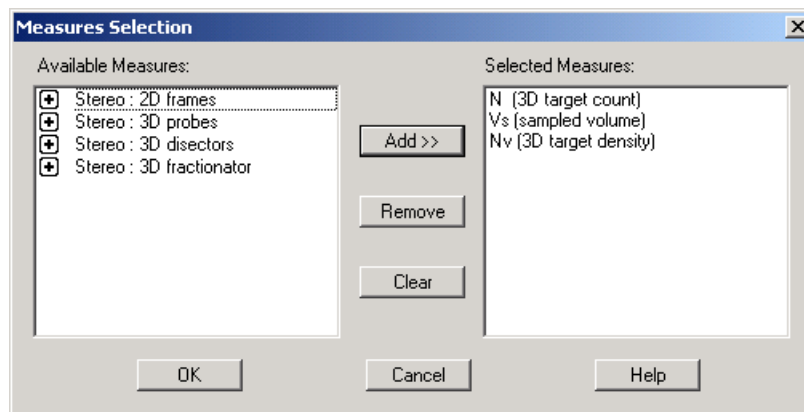 Measures Selection
Available Measures:
Stereo : 2D frames
Stereo : 3D probes
Stereo : 3D disectors
Stereo : 3D fractionator
Add >>
Remove
Clear
Selected Measures:
N (3D target count)
Vs (sampled volume)
Nv (3D target density)
OK
Cancel
Help